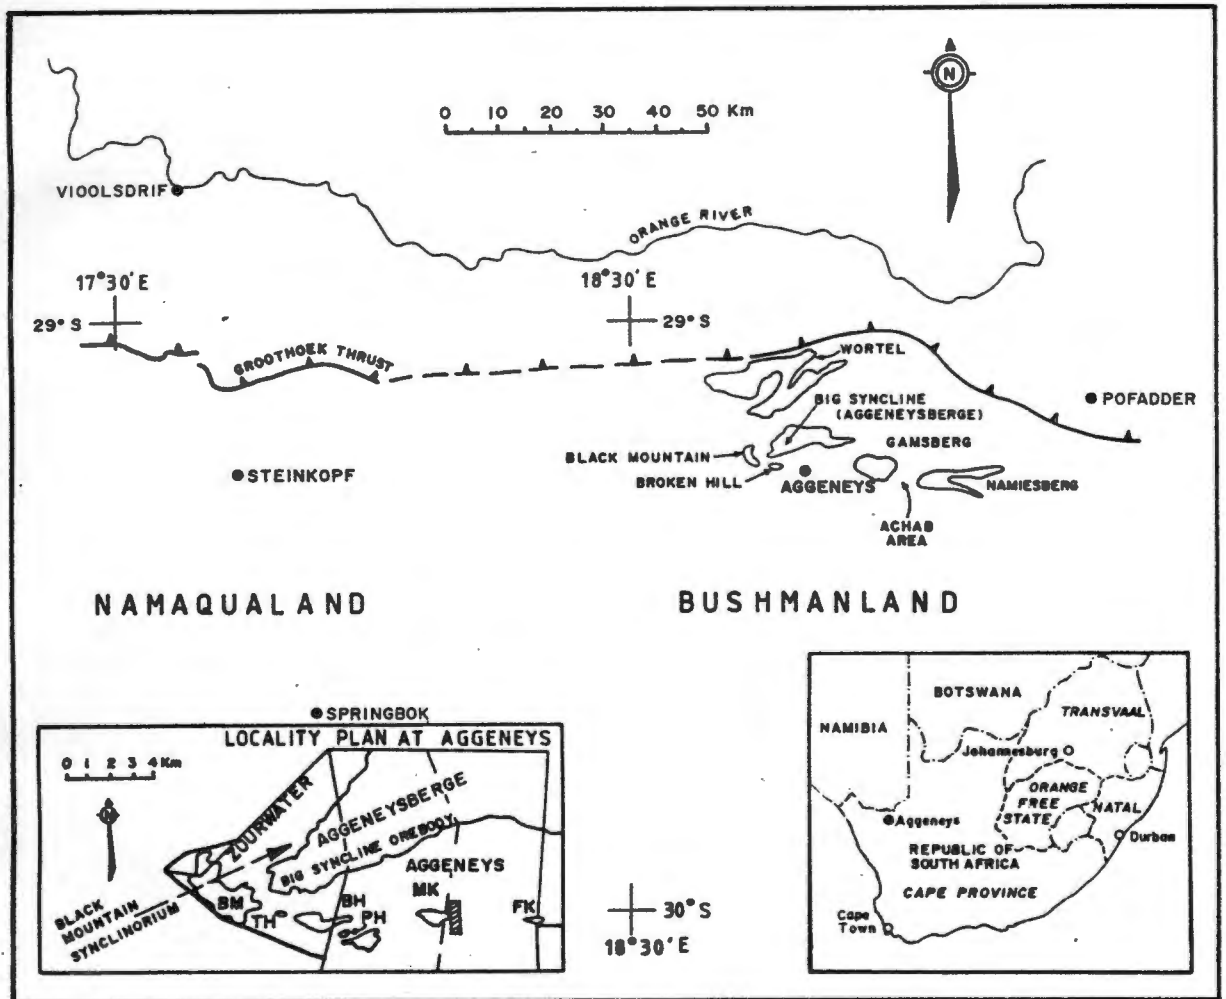 N
0 10 20 30 40 50 Km
VIOOLSDRIF
ORANGE RIVER
17°30'E
18°30'E
29°S
29°S
GROOTHOEK THRUST
WORTEL
POFADDER
BIG SYNCLINE
(AGGENEYSBERGE)
GAMSBERG
BLACK MOUNTAIN
BROKEN HILL
AGGENEYS
NAMIESBERG
STEINKOPF
ACHAB
AREA
NAMAQUALAND
BUSHMANLAND
SPRINGBOK
LOCALITY PLAN AT AGGENEYS
0 1 2 3 4 Km
N
ZUURWATER
AGGENEYSBERGE
BIG SYNCLINE OREBODY
AGGENEYS
BLACK
MOUNTAIN
SYNCLINORIUM
BM
TH
BH
PH
MK
FK
30°S
18°30'E
BOTSWANA
NAMIBIA
TRANSVAAL
Johannesburg
ORANGE
FREE
STATE
NATAL
Aggeneys
Durban
REPUBLIC OF
SOUTH AFRICA
CAPE PROVINCE
Cape
Town